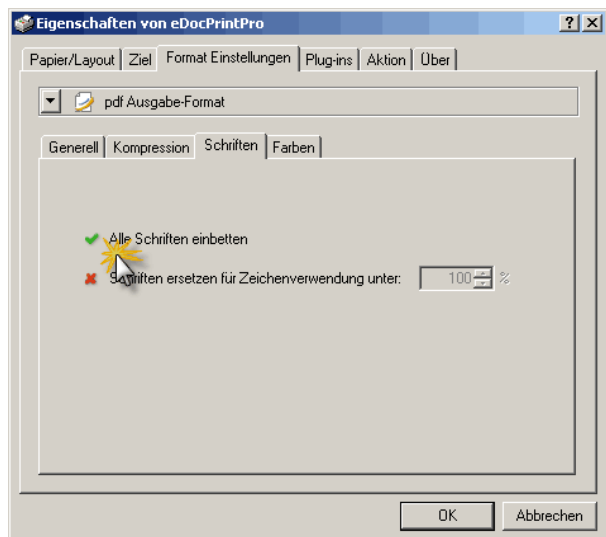 Eigenschaften von eDocPrintPro
Papier/Layout Ziel Format Einstellungen Plug-ins Aktion Über
pdf Ausgabe-Format
Generell Kompression Schriften Farben
Alle Schriften einbetten
Schriften ersetzen für Zeichenverwendung unter: 100 %
OK Abbrechen